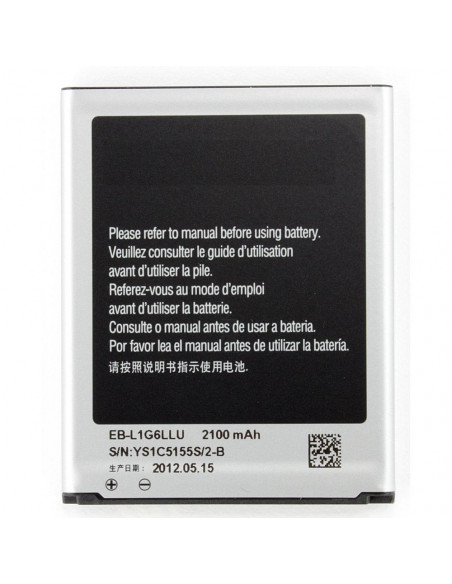 Please refer to manual before using battery.
Veuillez consulter le guide d'utilisation
avant d'utiliser la pile.
Referez-vous au mode d'emploi
avant d'utiliser la batterie.
Consulte o manual antes de usar a bateria.
Por favor lea el manual antes de utilizar la batería.
请按照说明书指示使用电池.
EB-L1G6LLU 2100 mAh
S/N:YS1C5155S/2-B
生产日期: 2012.05.15
+ -